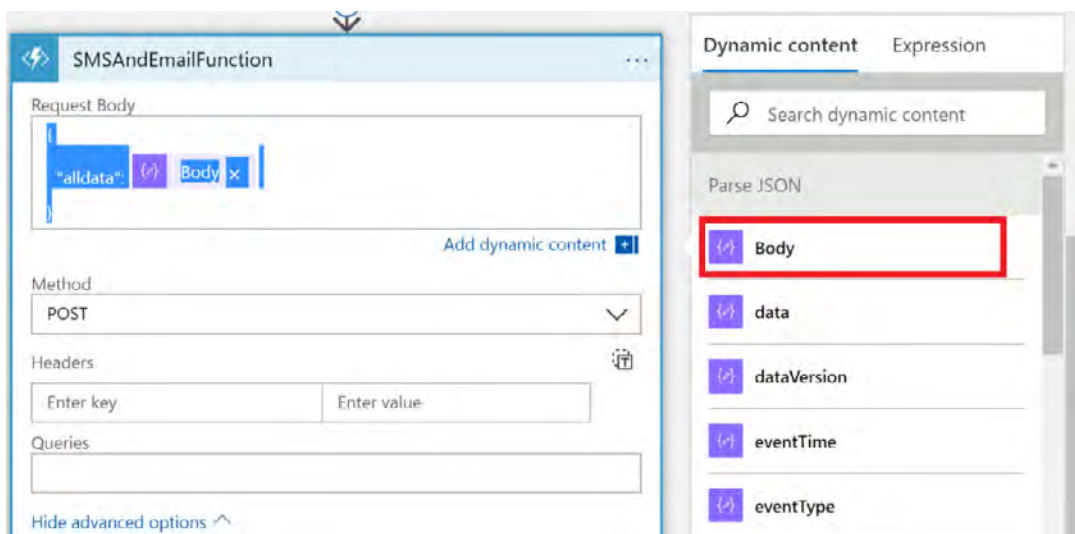 SMSAndEmailFunction
...
Request Body
{
"alldata": Body ×
}
Add dynamic content +
Method
POST
Headers
Enter key Enter value
Queries
Hide advanced options
Dynamic content Expression
Search dynamic content
Parse JSON
Body
data
dataVersion
eventTime
eventType